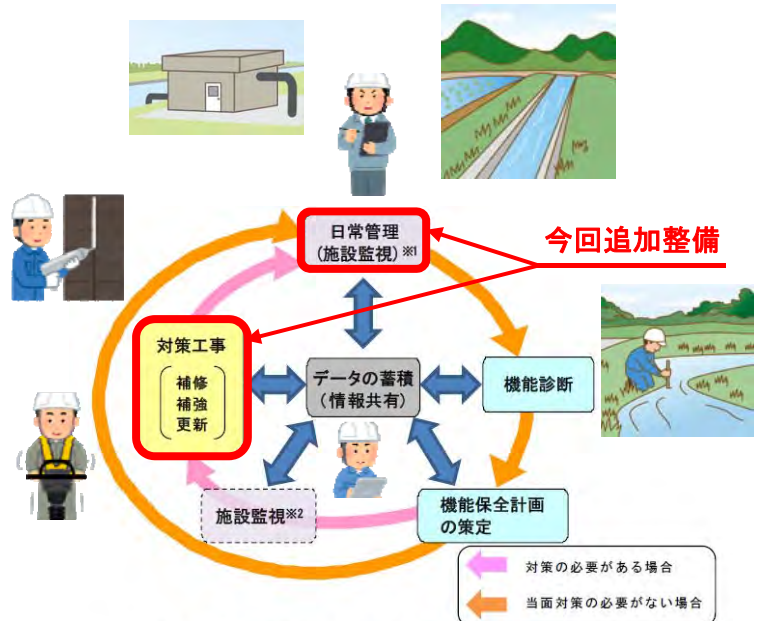 日常管理
(施設監視)※1
今回追加整備
対策工事
補修
補強
更新
データの蓄積
(情報共有)
機能診断
施設監視※2
機能保全計画
の策定
対策の必要がある場合
当面対策の必要がない場合